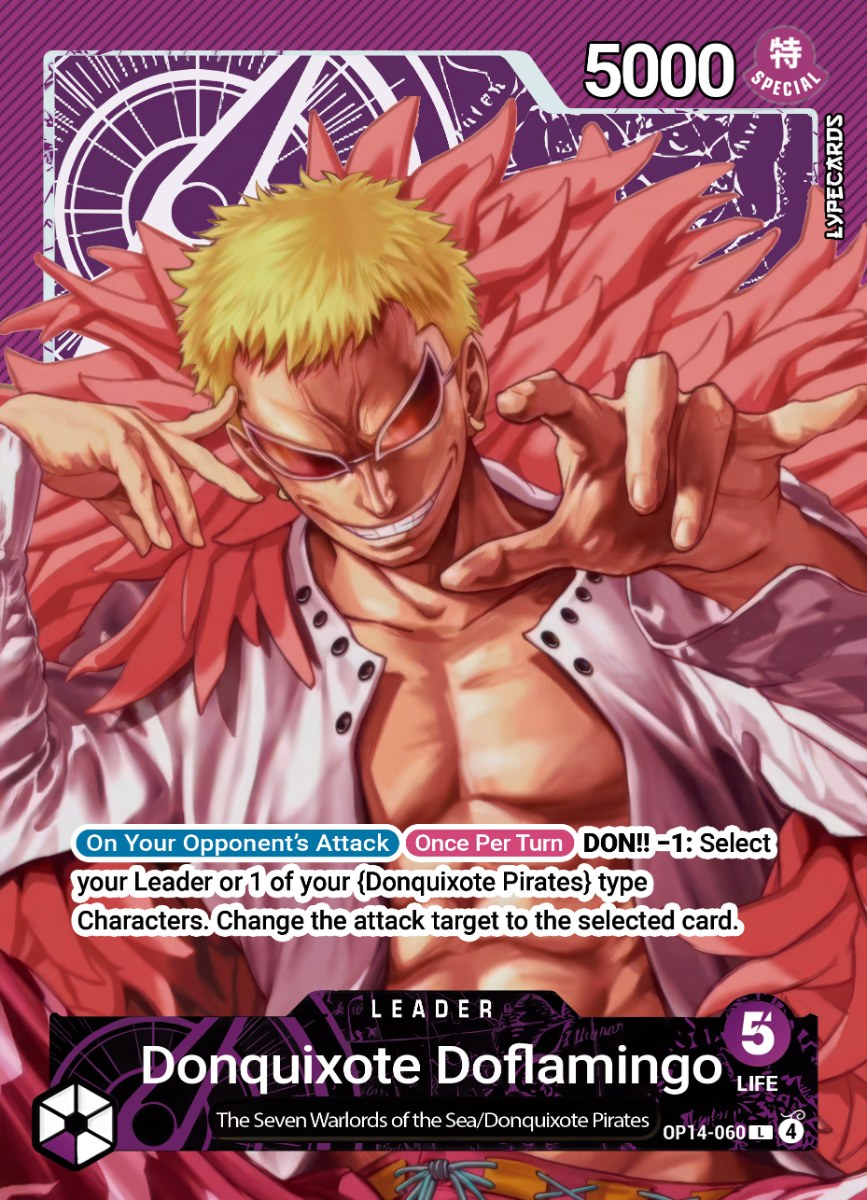 5000
特
SPECIAL
LYPECARDS
On Your Opponent's Attack Once Per Turn DON!! −1: Select
your Leader or 1 of your {Donquixote Pirates} type
Characters. Change the attack target to the selected card.
LEADER
Donquixote Doflamingo
5
LIFE
The Seven Warlords of the Sea/Donquixote Pirates
OP14-060 L 4